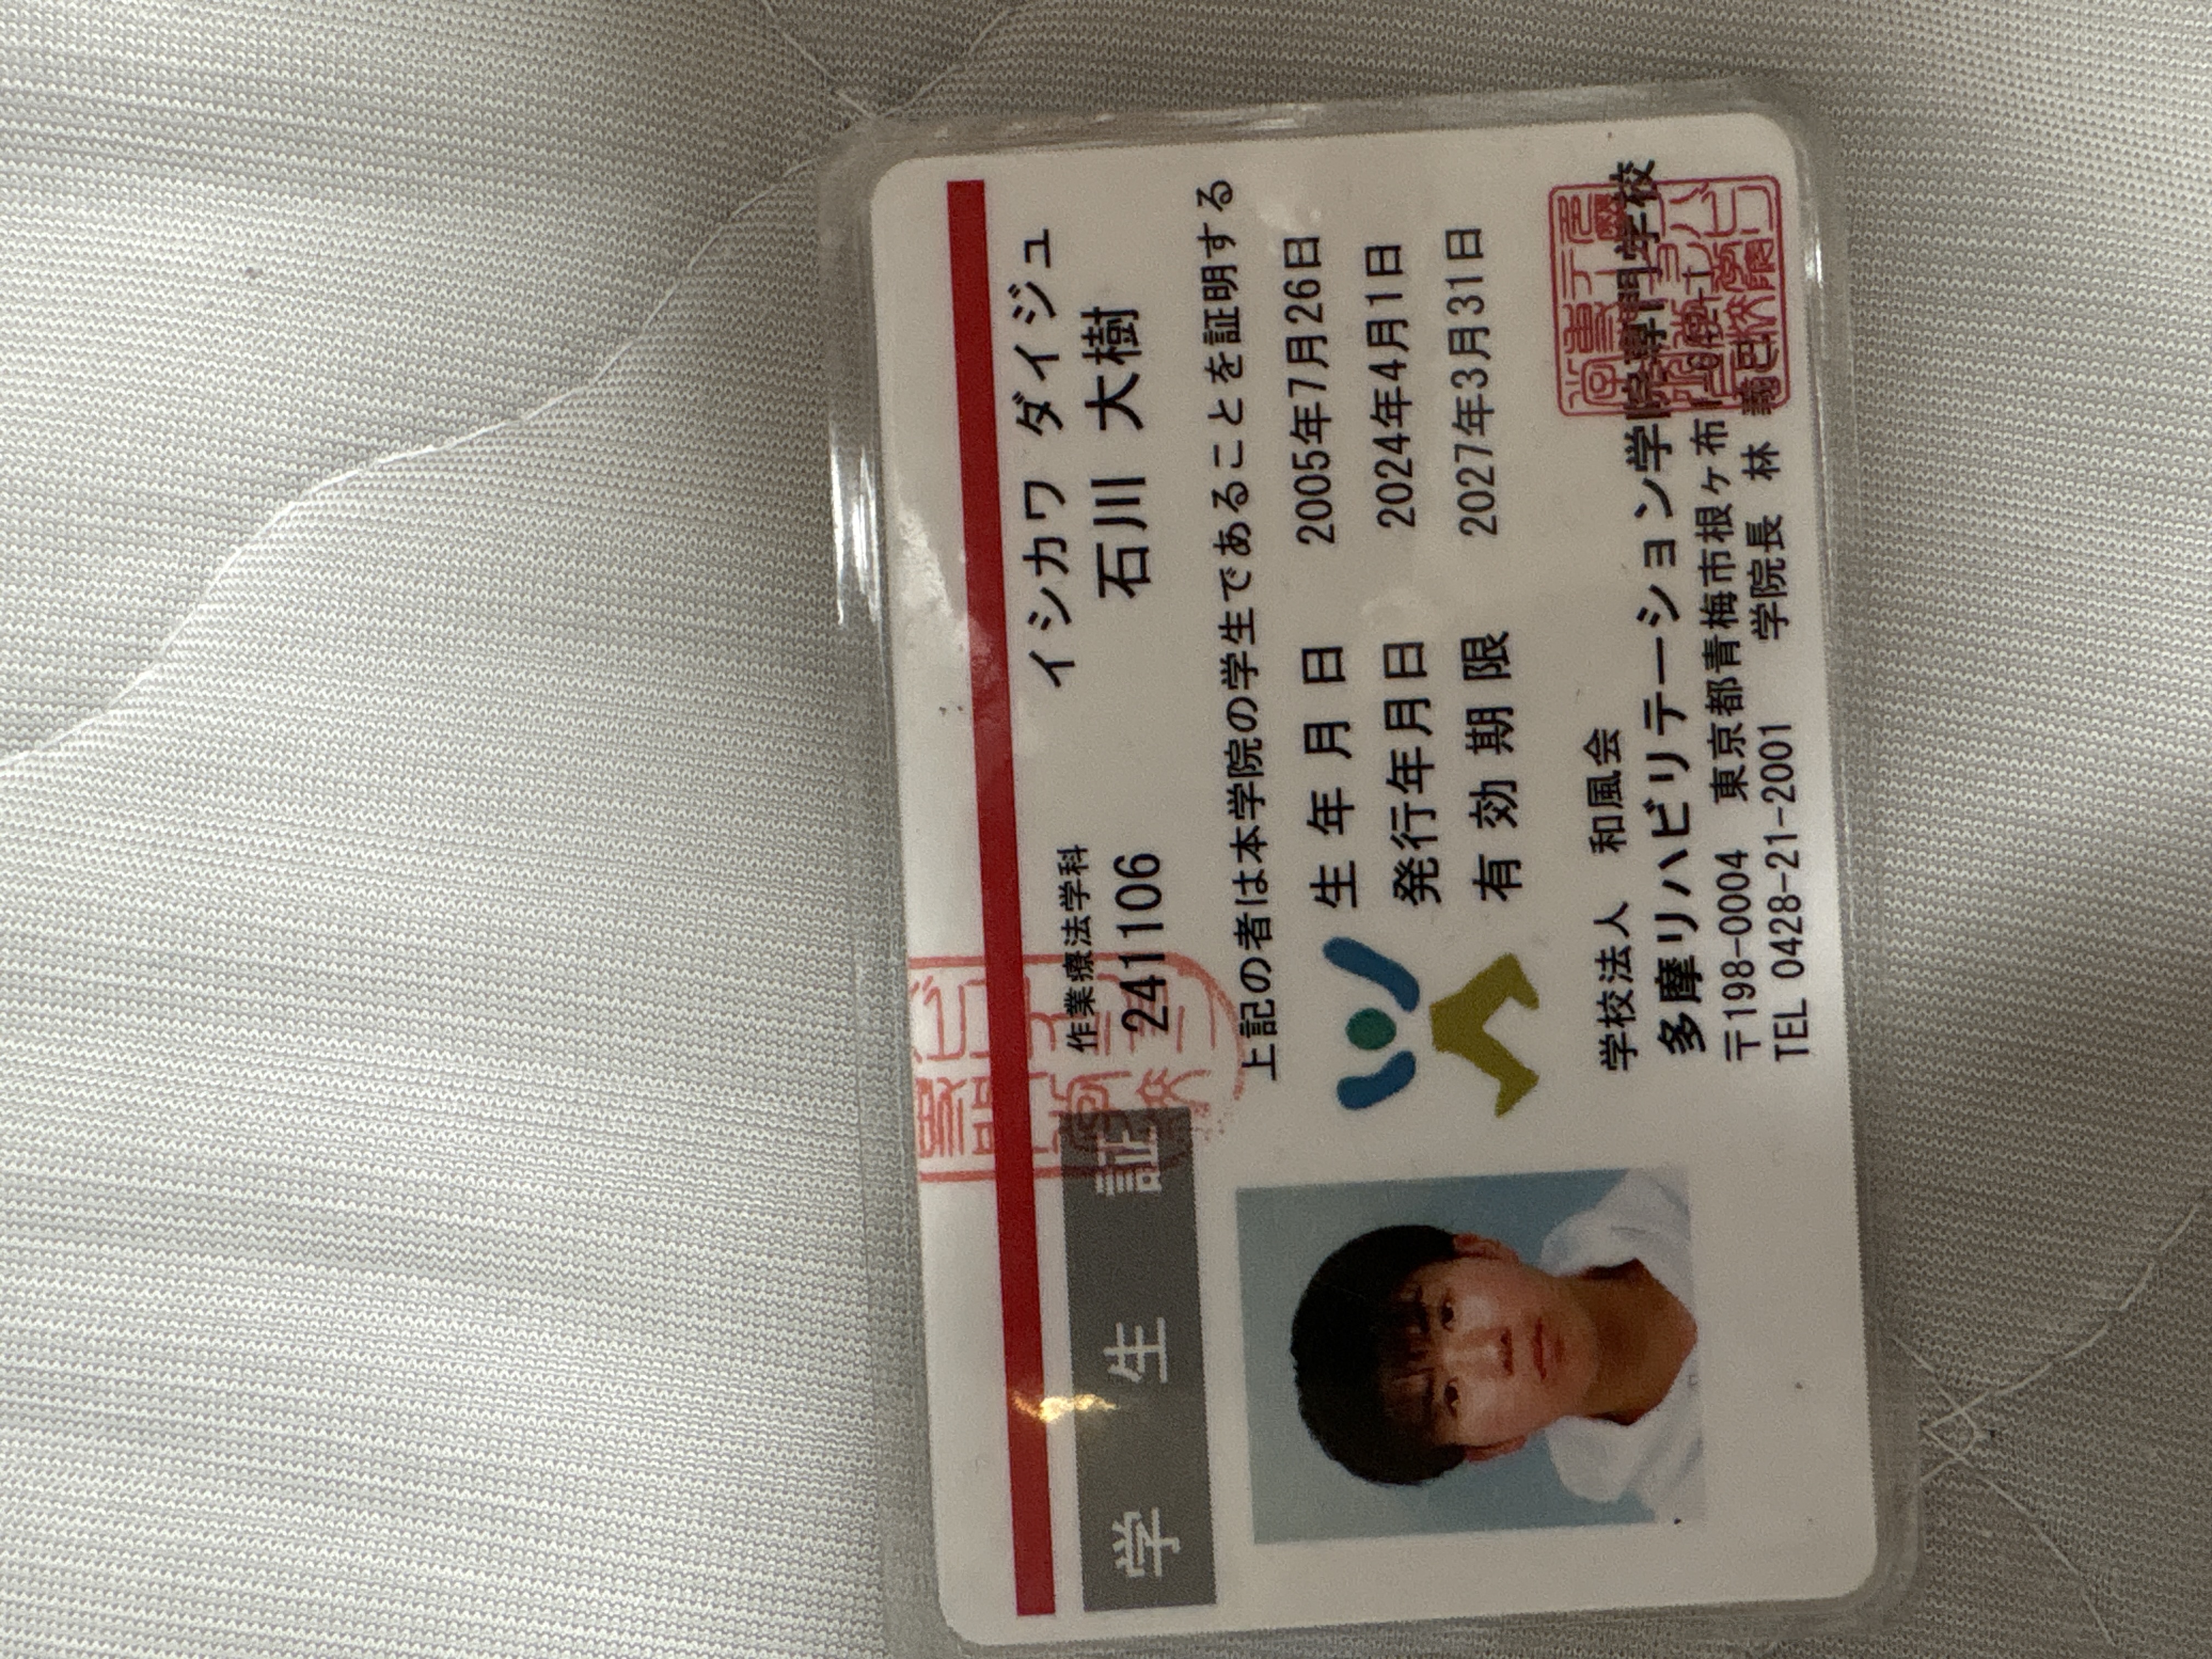 イシカワ ダイジュ
作業療法学科
学生証 241106 石川 大樹
上記の者は本学院の学生であることを証明する
生年月日 2005年7月26日
発行年月日 2024年4月1日
有効期限 2027年3月31日
学校法人 和風会
多摩リハビリテーション学院専門学校
〒198-0004 東京都青梅市根ヶ布
TEL 0428-21-2001 学院長 林